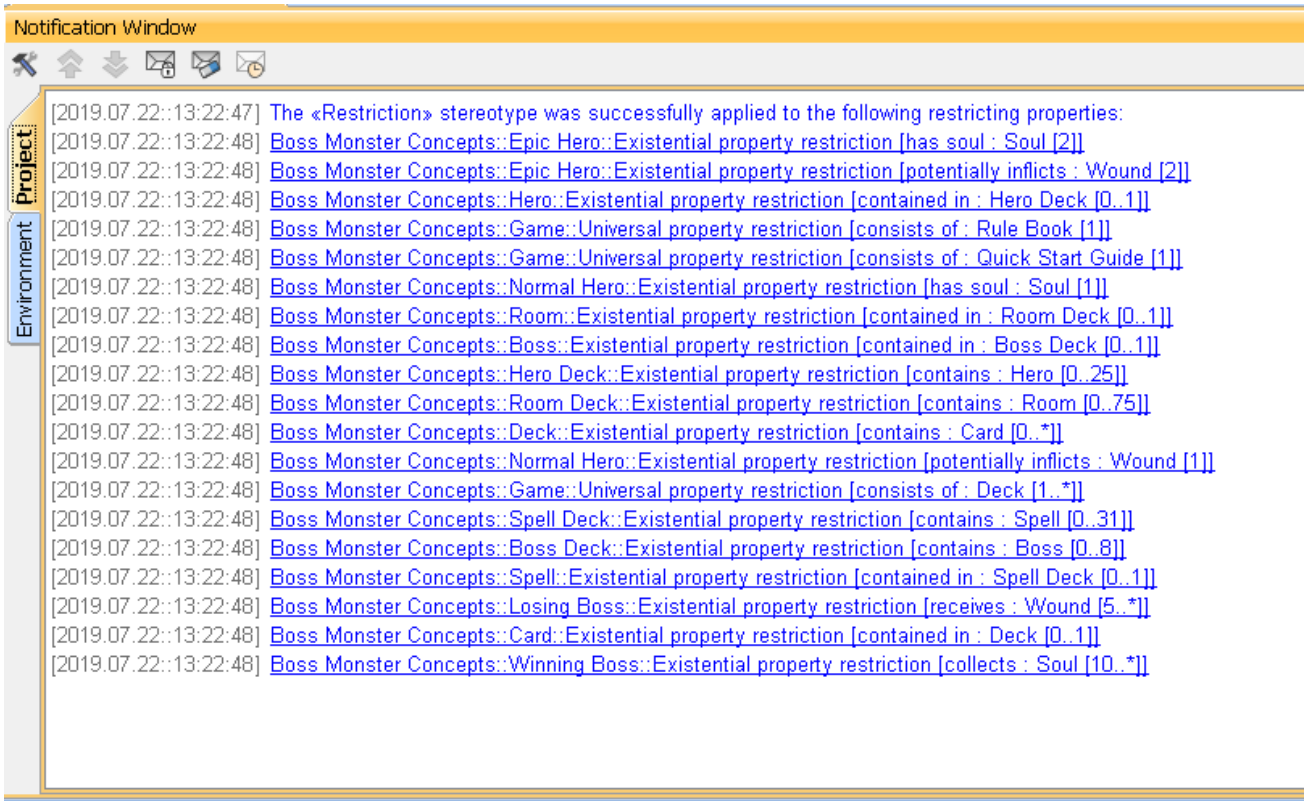 Notification Window
Project
Environment
[2019.07.22::13:22:47] The «Restriction» stereotype was successfully applied to the following restricting properties:
[2019.07.22::13:22:48] Boss Monster Concepts::Epic Hero::Existential property restriction [has soul : Soul [2]]
[2019.07.22::13:22:48] Boss Monster Concepts::Epic Hero::Existential property restriction [potentially inflicts : Wound [2]]
[2019.07.22::13:22:48] Boss Monster Concepts::Hero::Existential property restriction [contained in : Hero Deck [0..1]]
[2019.07.22::13:22:48] Boss Monster Concepts::Game::Universal property restriction [consists of : Rule Book [1]]
[2019.07.22::13:22:48] Boss Monster Concepts::Game::Universal property restriction [consists of : Quick Start Guide [1]]
[2019.07.22::13:22:48] Boss Monster Concepts::Normal Hero::Existential property restriction [has soul : Soul [1]]
[2019.07.22::13:22:48] Boss Monster Concepts::Room::Existential property restriction [contained in : Room Deck [0..1]]
[2019.07.22::13:22:48] Boss Monster Concepts::Boss::Existential property restriction [contained in : Boss Deck [0..1]]
[2019.07.22::13:22:48] Boss Monster Concepts::Hero Deck::Existential property restriction [contains : Hero [0..25]]
[2019.07.22::13:22:48] Boss Monster Concepts::Room Deck::Existential property restriction [contains : Room [0..75]]
[2019.07.22::13:22:48] Boss Monster Concepts::Deck::Existential property restriction [contains : Card [0..*]]
[2019.07.22::13:22:48] Boss Monster Concepts::Normal Hero::Existential property restriction [potentially inflicts : Wound [1]]
[2019.07.22::13:22:48] Boss Monster Concepts::Game::Universal property restriction [consists of : Deck [1..*]]
[2019.07.22::13:22:48] Boss Monster Concepts::Spell Deck::Existential property restriction [contains : Spell [0..31]]
[2019.07.22::13:22:48] Boss Monster Concepts::Boss Deck::Existential property restriction [contains : Boss [0..8]]
[2019.07.22::13:22:48] Boss Monster Concepts::Spell::Existential property restriction [contained in : Spell Deck [0..1]]
[2019.07.22::13:22:48] Boss Monster Concepts::Losing Boss::Existential property restriction [receives : Wound [5..*]]
[2019.07.22::13:22:48] Boss Monster Concepts::Card::Existential property restriction [contained in : Deck [0..1]]
[2019.07.22::13:22:48] Boss Monster Concepts::Winning Boss::Existential property restriction [collects : Soul [10..*]]